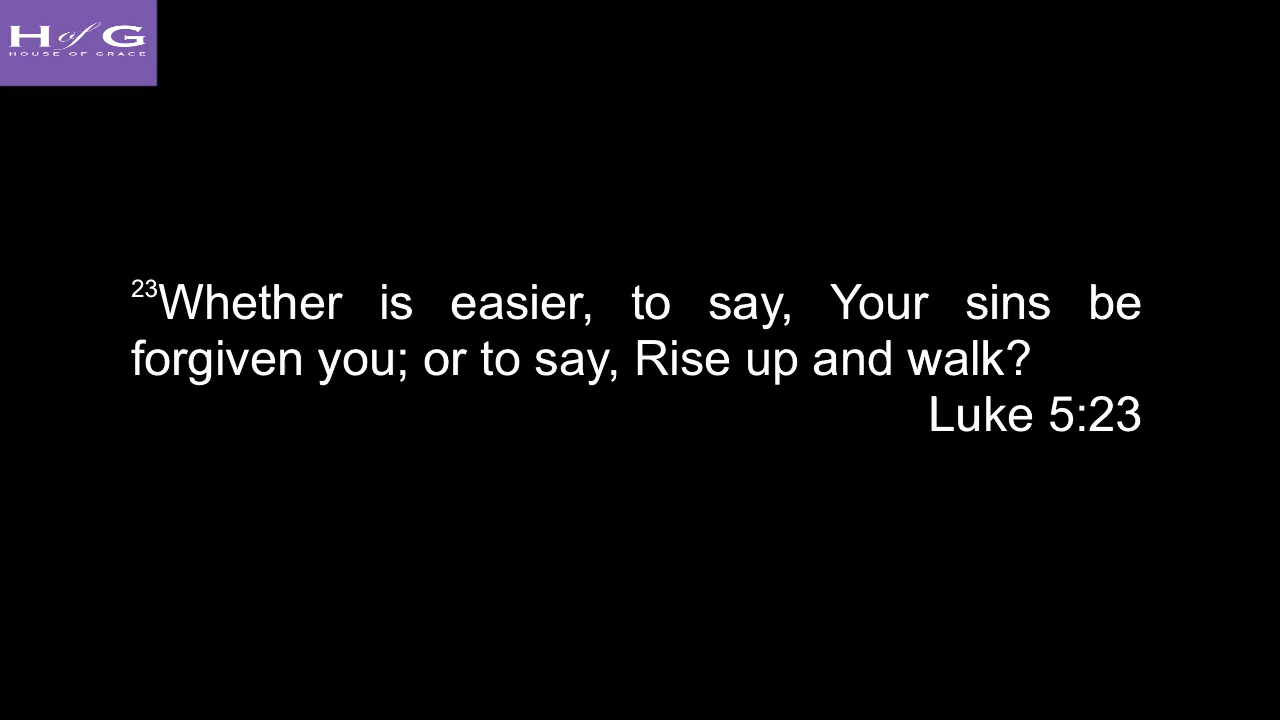 H of G
HOUSE OF GRACE
23Whether is easier, to say, Your sins be
forgiven you; or to say, Rise up and walk?
Luke 5:23